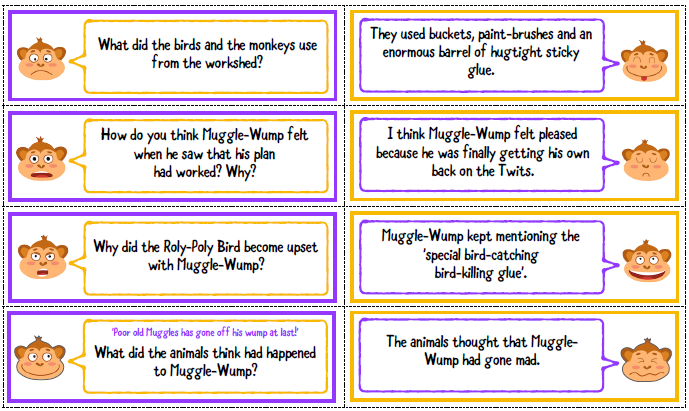 What did the birds and the monkeys use
from the workshed?
They used buckets, paint-brushes and an
enormous barrel of hugtight sticky
glue.
How do you think Muggle-Wump felt
when he saw that his plan
had worked? Why?
I think Muggle-Wump felt pleased
because he was finally getting his own
back on the Twits.
Why did the Roly-Poly Bird become upset
with Muggle-Wump?
Muggle-Wump kept mentioning the
'special bird-catching
bird-killing glue'.
'Poor old Muggles has gone off his wump at last!'
What did the animals think had happened
to Muggle-Wump?
The animals thought that Muggle-
Wump had gone mad.